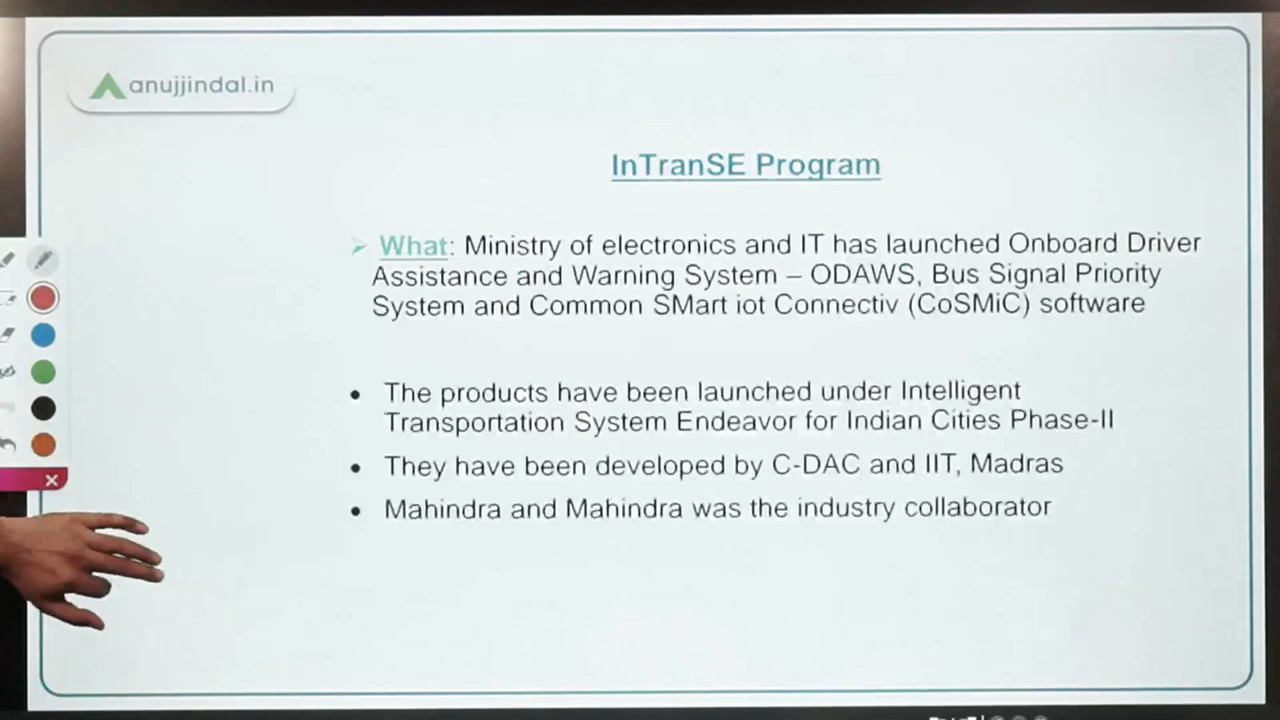 anujjindal.in
InTranSE Program
➢ What: Ministry of electronics and IT has launched Onboard Driver
Assistance and Warning System – ODAWS, Bus Signal Priority
System and Common SMart iot Connectiv (CoSMiC) software
• The products have been launched under Intelligent
Transportation System Endeavor for Indian Cities Phase-II
• They have been developed by C-DAC and IIT, Madras
• Mahindra and Mahindra was the industry collaborator